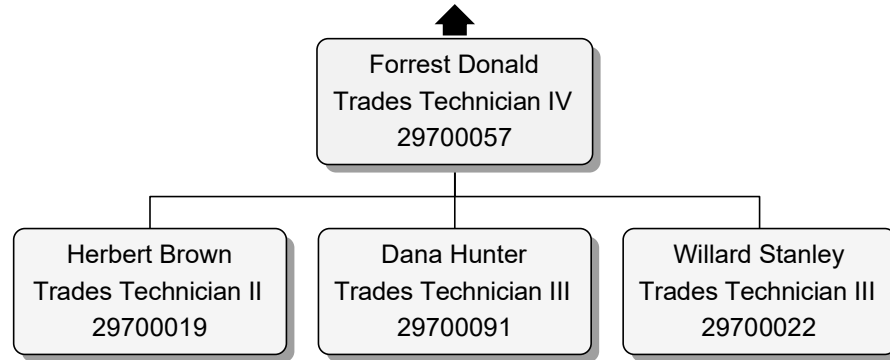 Forrest Donald
Trades Technician IV
29700057
Herbert Brown
Trades Technician II
29700019
Dana Hunter
Trades Technician III
29700091
Willard Stanley
Trades Technician III
29700022